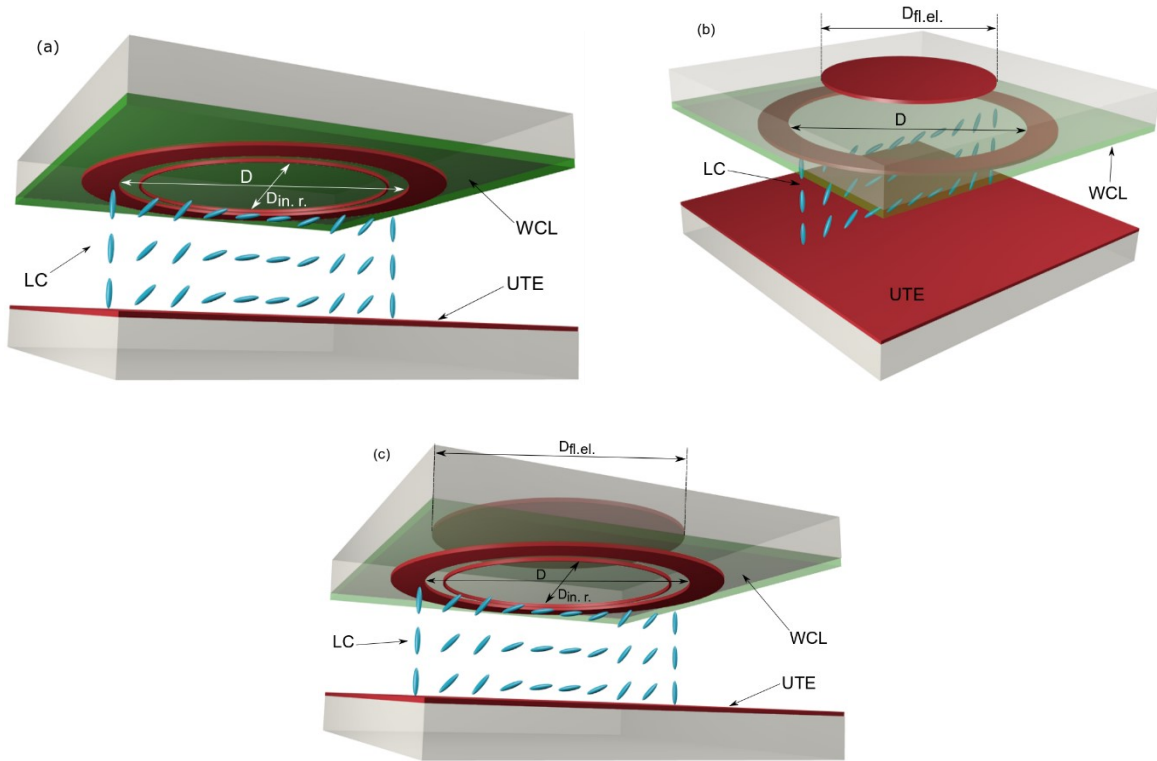 (a)
D
Din. r.
WCL
LC
UTE
(b)
Dfl.el.
D
LC
WCL
UTE
(c)
Dfl.el.
D
Din. r.
LC
WCL
UTE